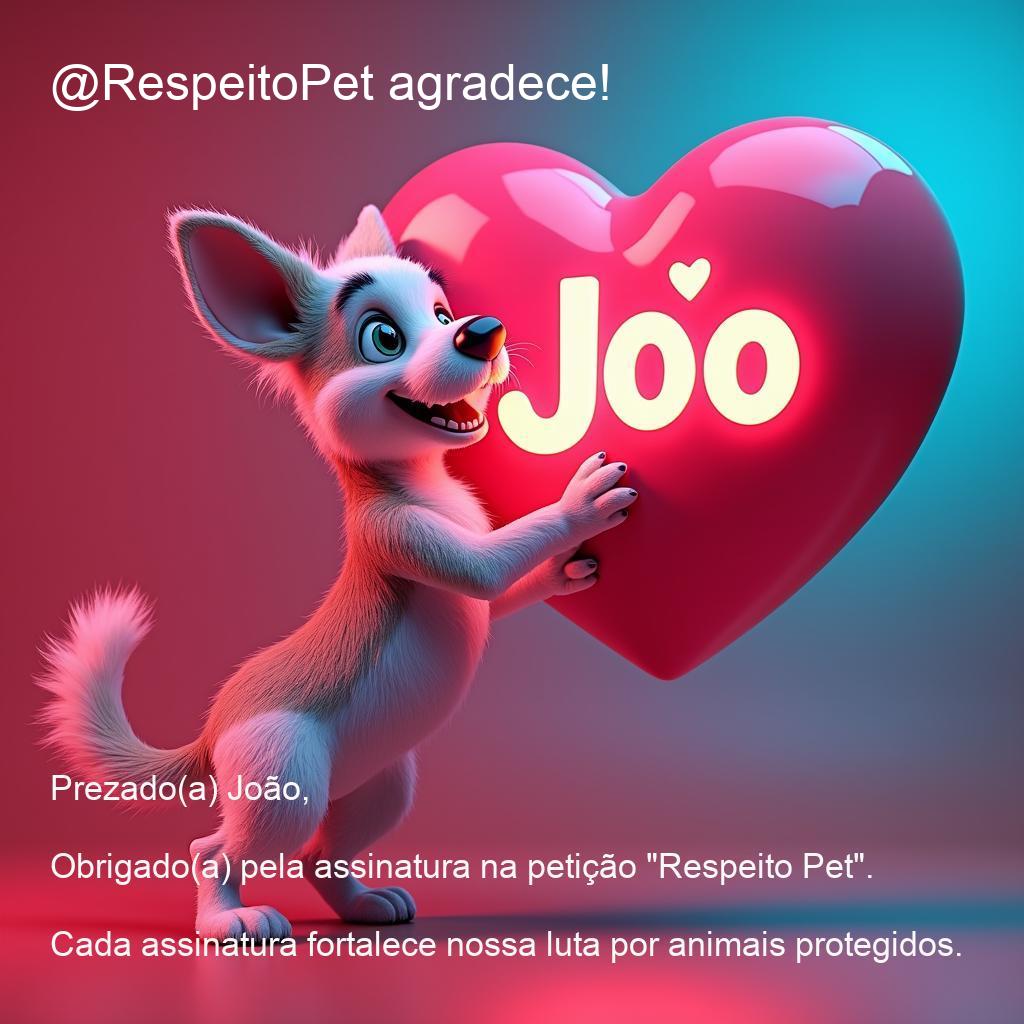 @RespeitoPet agradece!
Joo
Prezado(a) João,
Obrigado(a) pela assinatura na petição "Respeito Pet".
Cada assinatura fortalece nossa luta por animais protegidos.